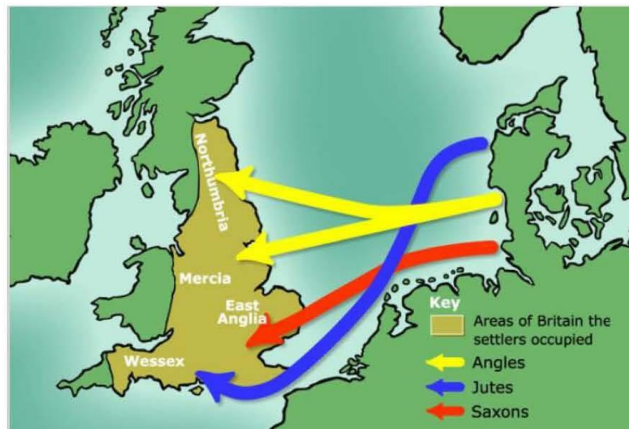 Northumbria
Mercia
East
Anglia
Wessex
Key
Areas of Britain the
settlers occupied
Angles
Jutes
Saxons